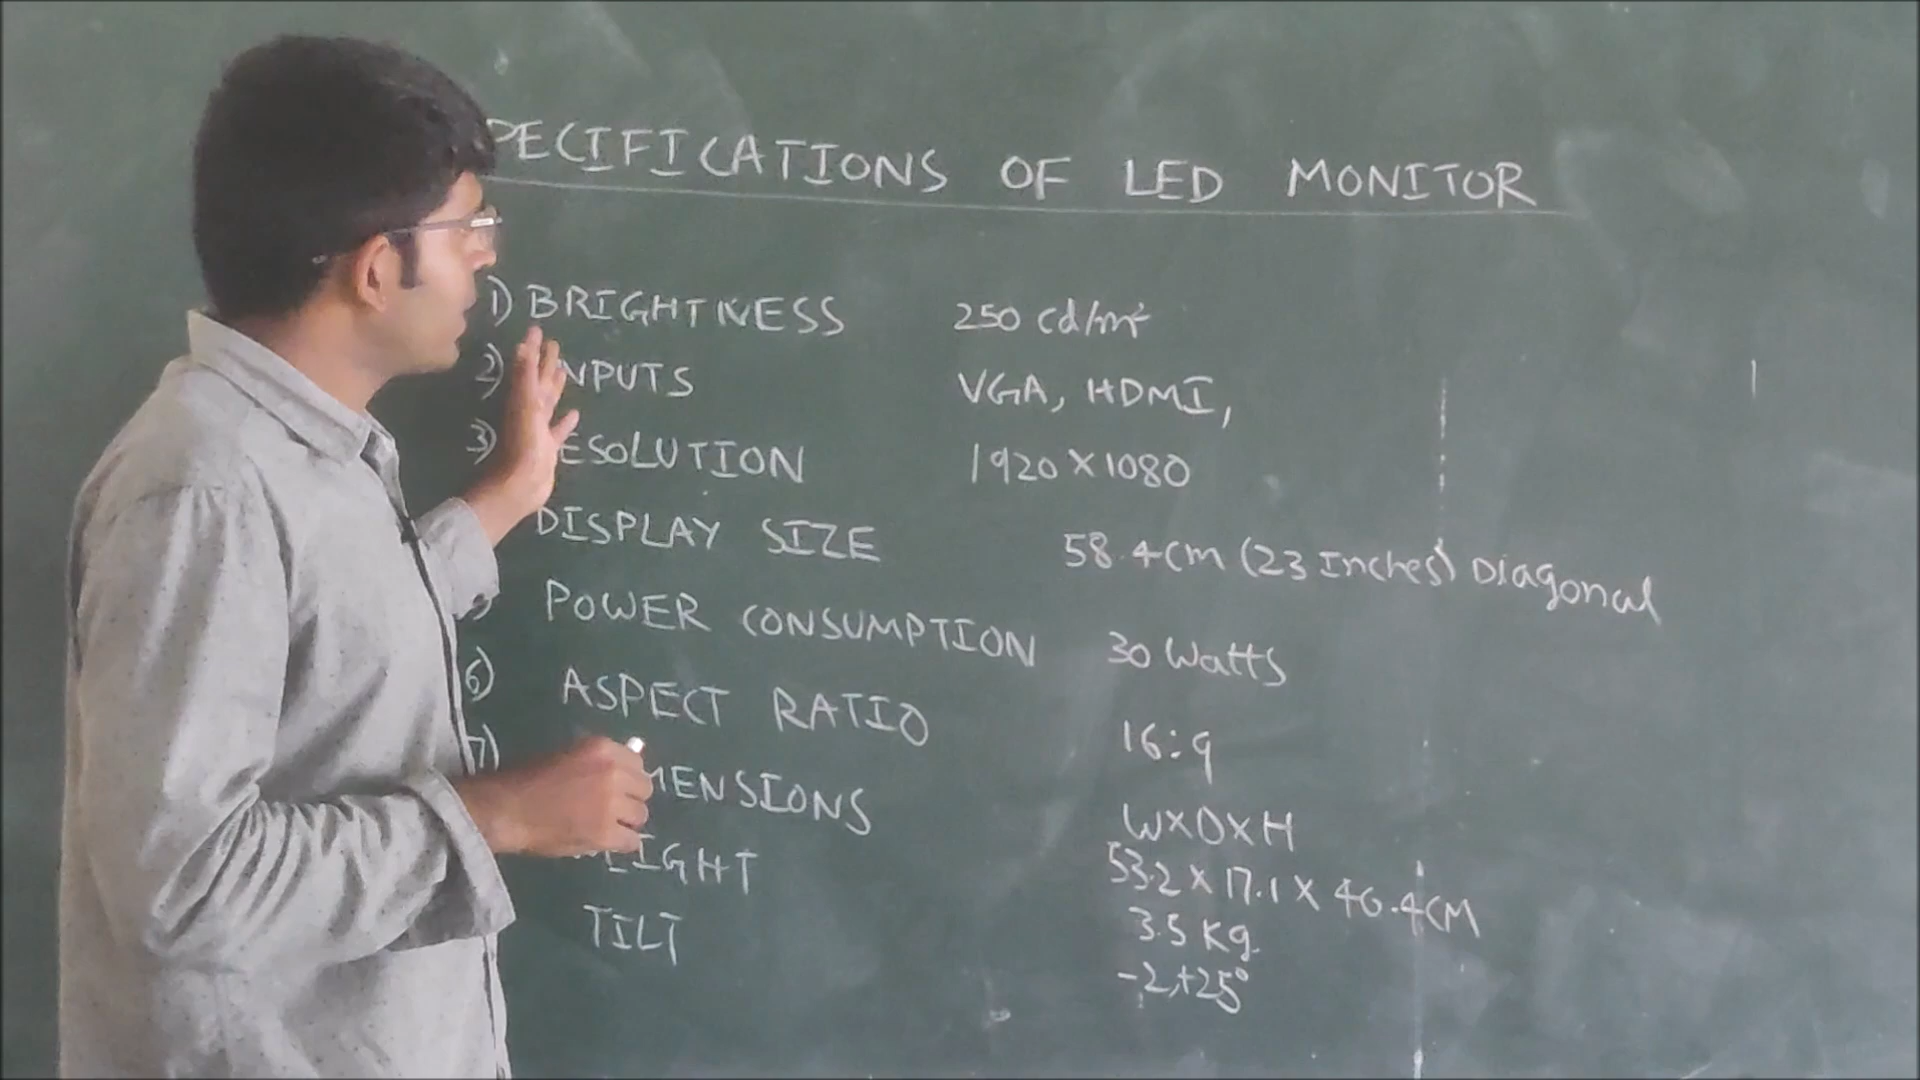 PECIFICATIONS OF LED MONITOR
1) BRIGHTNESS 250 cd/m²
2) NPUTS VGA, HDMI,
3) ESOLUTION 1920 X 1080
DISPLAY SIZE 58.4cm (23 Inches) Diagonal
POWER CONSUMPTION 30 Watts
6) ASPECT RATIO 16:9
7) MENSIONS WXDXH
53.2 X 17.1 X 40.4CM
EIGHT 3.5 Kg.
TILT -2,+25°